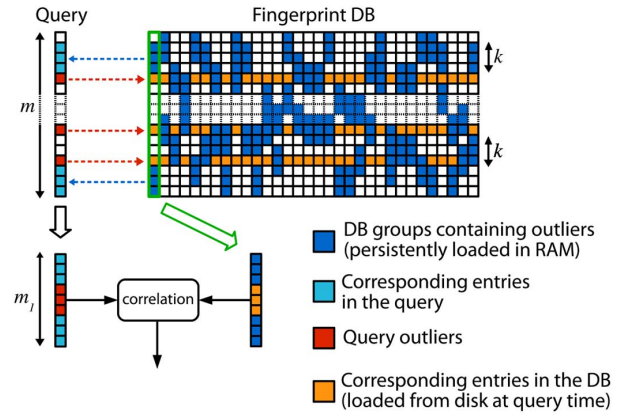 Query
Fingerprint DB
m
k
k
m1
correlation
DB groups containing outliers
(persistently loaded in RAM)
Corresponding entries
in the query
Query outliers
Corresponding entries in the DB
(loaded from disk at query time)